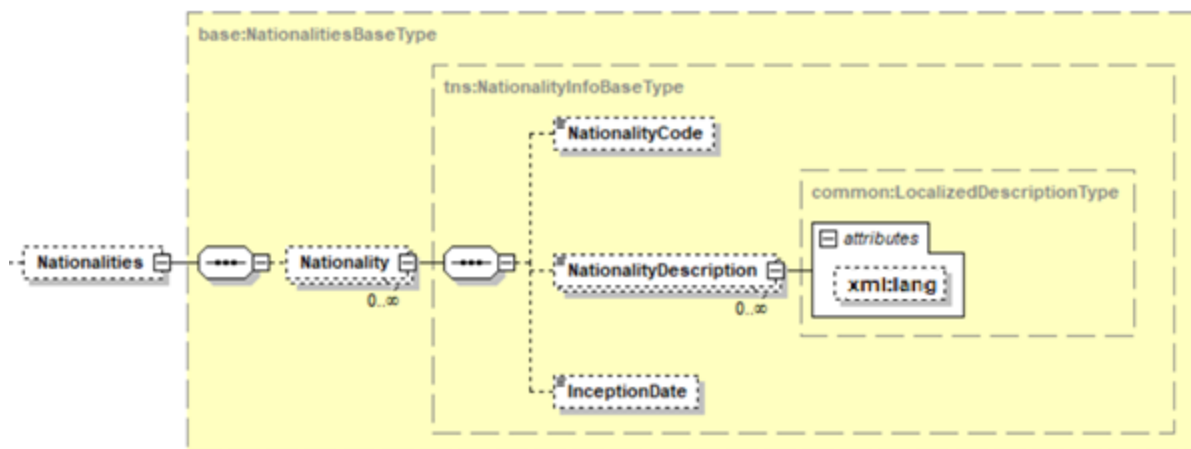 base:NationalitiesBaseType
tns:NationalityInfoBaseType
NationalityCode
common:LocalizedDescriptionType
attributes
Nationalities
Nationality
NationalityDescription
xml:lang
0..∞
0..∞
InceptionDate